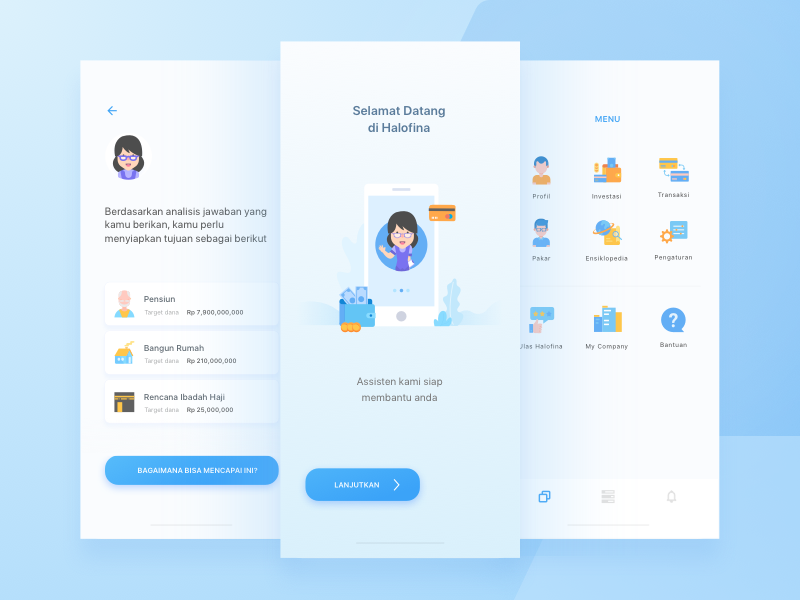 Berdasarkan analisis jawaban yang
kamu berikan, kamu perlu
menyiapkan tujuan sebagai berikut
Pensiun
Target dana Rp 7,900,000,000
Bangun Rumah
Target dana Rp 210,000,000
Rencana Ibadah Haji
Target dana Rp 25,000,000
BAGAIMANA BISA MENCAPAI INI?
Selamat Datang
di Halofina
Assisten kami siap
membantu anda
LANJUTKAN
MENU
Profil Investasi Transaksi
Pakar Ensiklopedia Pengaturan
Ulas Halofina My Company Bantuan